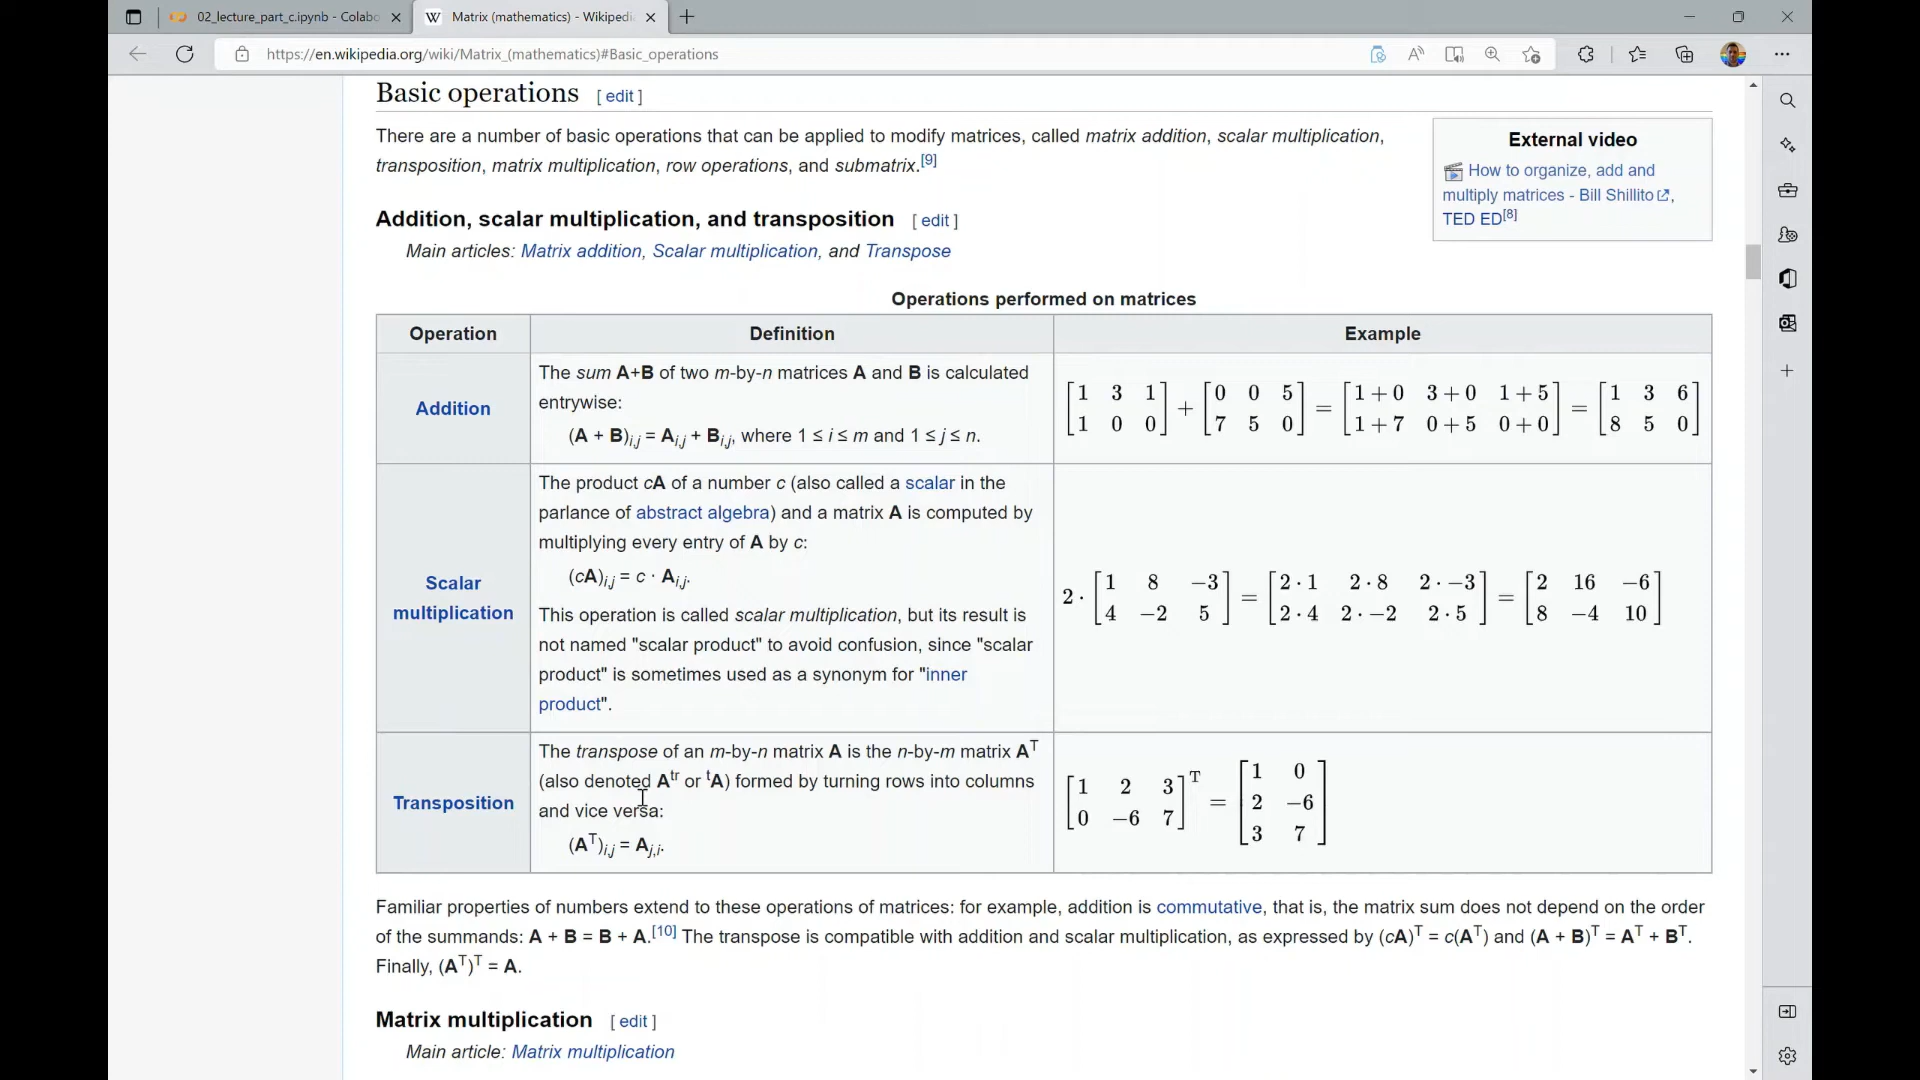 02_lecture_part_c.ipynb - Colabo
W Matrix (mathematics) - Wikipedi
https://en.wikipedia.org/wiki/Matrix_(mathematics)#Basic_operations
Basic operations [ edit ]
There are a number of basic operations that can be applied to modify matrices, called matrix addition, scalar multiplication,
transposition, matrix multiplication, row operations, and submatrix.[9]
External video
How to organize, add and
multiply matrices - Bill Shillito,
TED ED[8]
Addition, scalar multiplication, and transposition [ edit ]
Main articles: Matrix addition, Scalar multiplication, and Transpose
Operations performed on matrices
Operation Definition Example
Addition
The sum A+B of two m-by-n matrices A and B is calculated
entrywise:
(A + B)i,j = Ai,j + Bi,j, where 1 ≤ i ≤ m and 1 ≤ j ≤ n.
[1 3 1; 1 0 0] + [0 0 5; 7 5 0] = [1+0 3+0 1+5; 1+7 0+5 0+0] = [1 3 6; 8 5 0]
Scalar
multiplication
The product cA of a number c (also called a scalar in the
parlance of abstract algebra) and a matrix A is computed by
multiplying every entry of A by c:
(cA)i,j = c · Ai,j.
This operation is called scalar multiplication, but its result is
not named "scalar product" to avoid confusion, since "scalar
product" is sometimes used as a synonym for "inner
product".
2 · [1 8 −3; 4 −2 5] = [2·1 2·8 2·−3; 2·4 2·−2 2·5] = [2 16 −6; 8 −4 10]
Transposition
The transpose of an m-by-n matrix A is the n-by-m matrix Aᵀ
(also denoted Aᵗʳ or ᵗA) formed by turning rows into columns
and vice versa:
(Aᵀ)i,j = Aj,i.
[1 2 3; 0 −6 7]ᵀ = [1 0; 2 −6; 3 7]
Familiar properties of numbers extend to these operations of matrices: for example, addition is commutative, that is, the matrix sum does not depend on the order
of the summands: A + B = B + A.[10] The transpose is compatible with addition and scalar multiplication, as expressed by (cA)ᵀ = c(Aᵀ) and (A + B)ᵀ = Aᵀ + Bᵀ.
Finally, (Aᵀ)ᵀ = A.
Matrix multiplication [ edit ]
Main article: Matrix multiplication